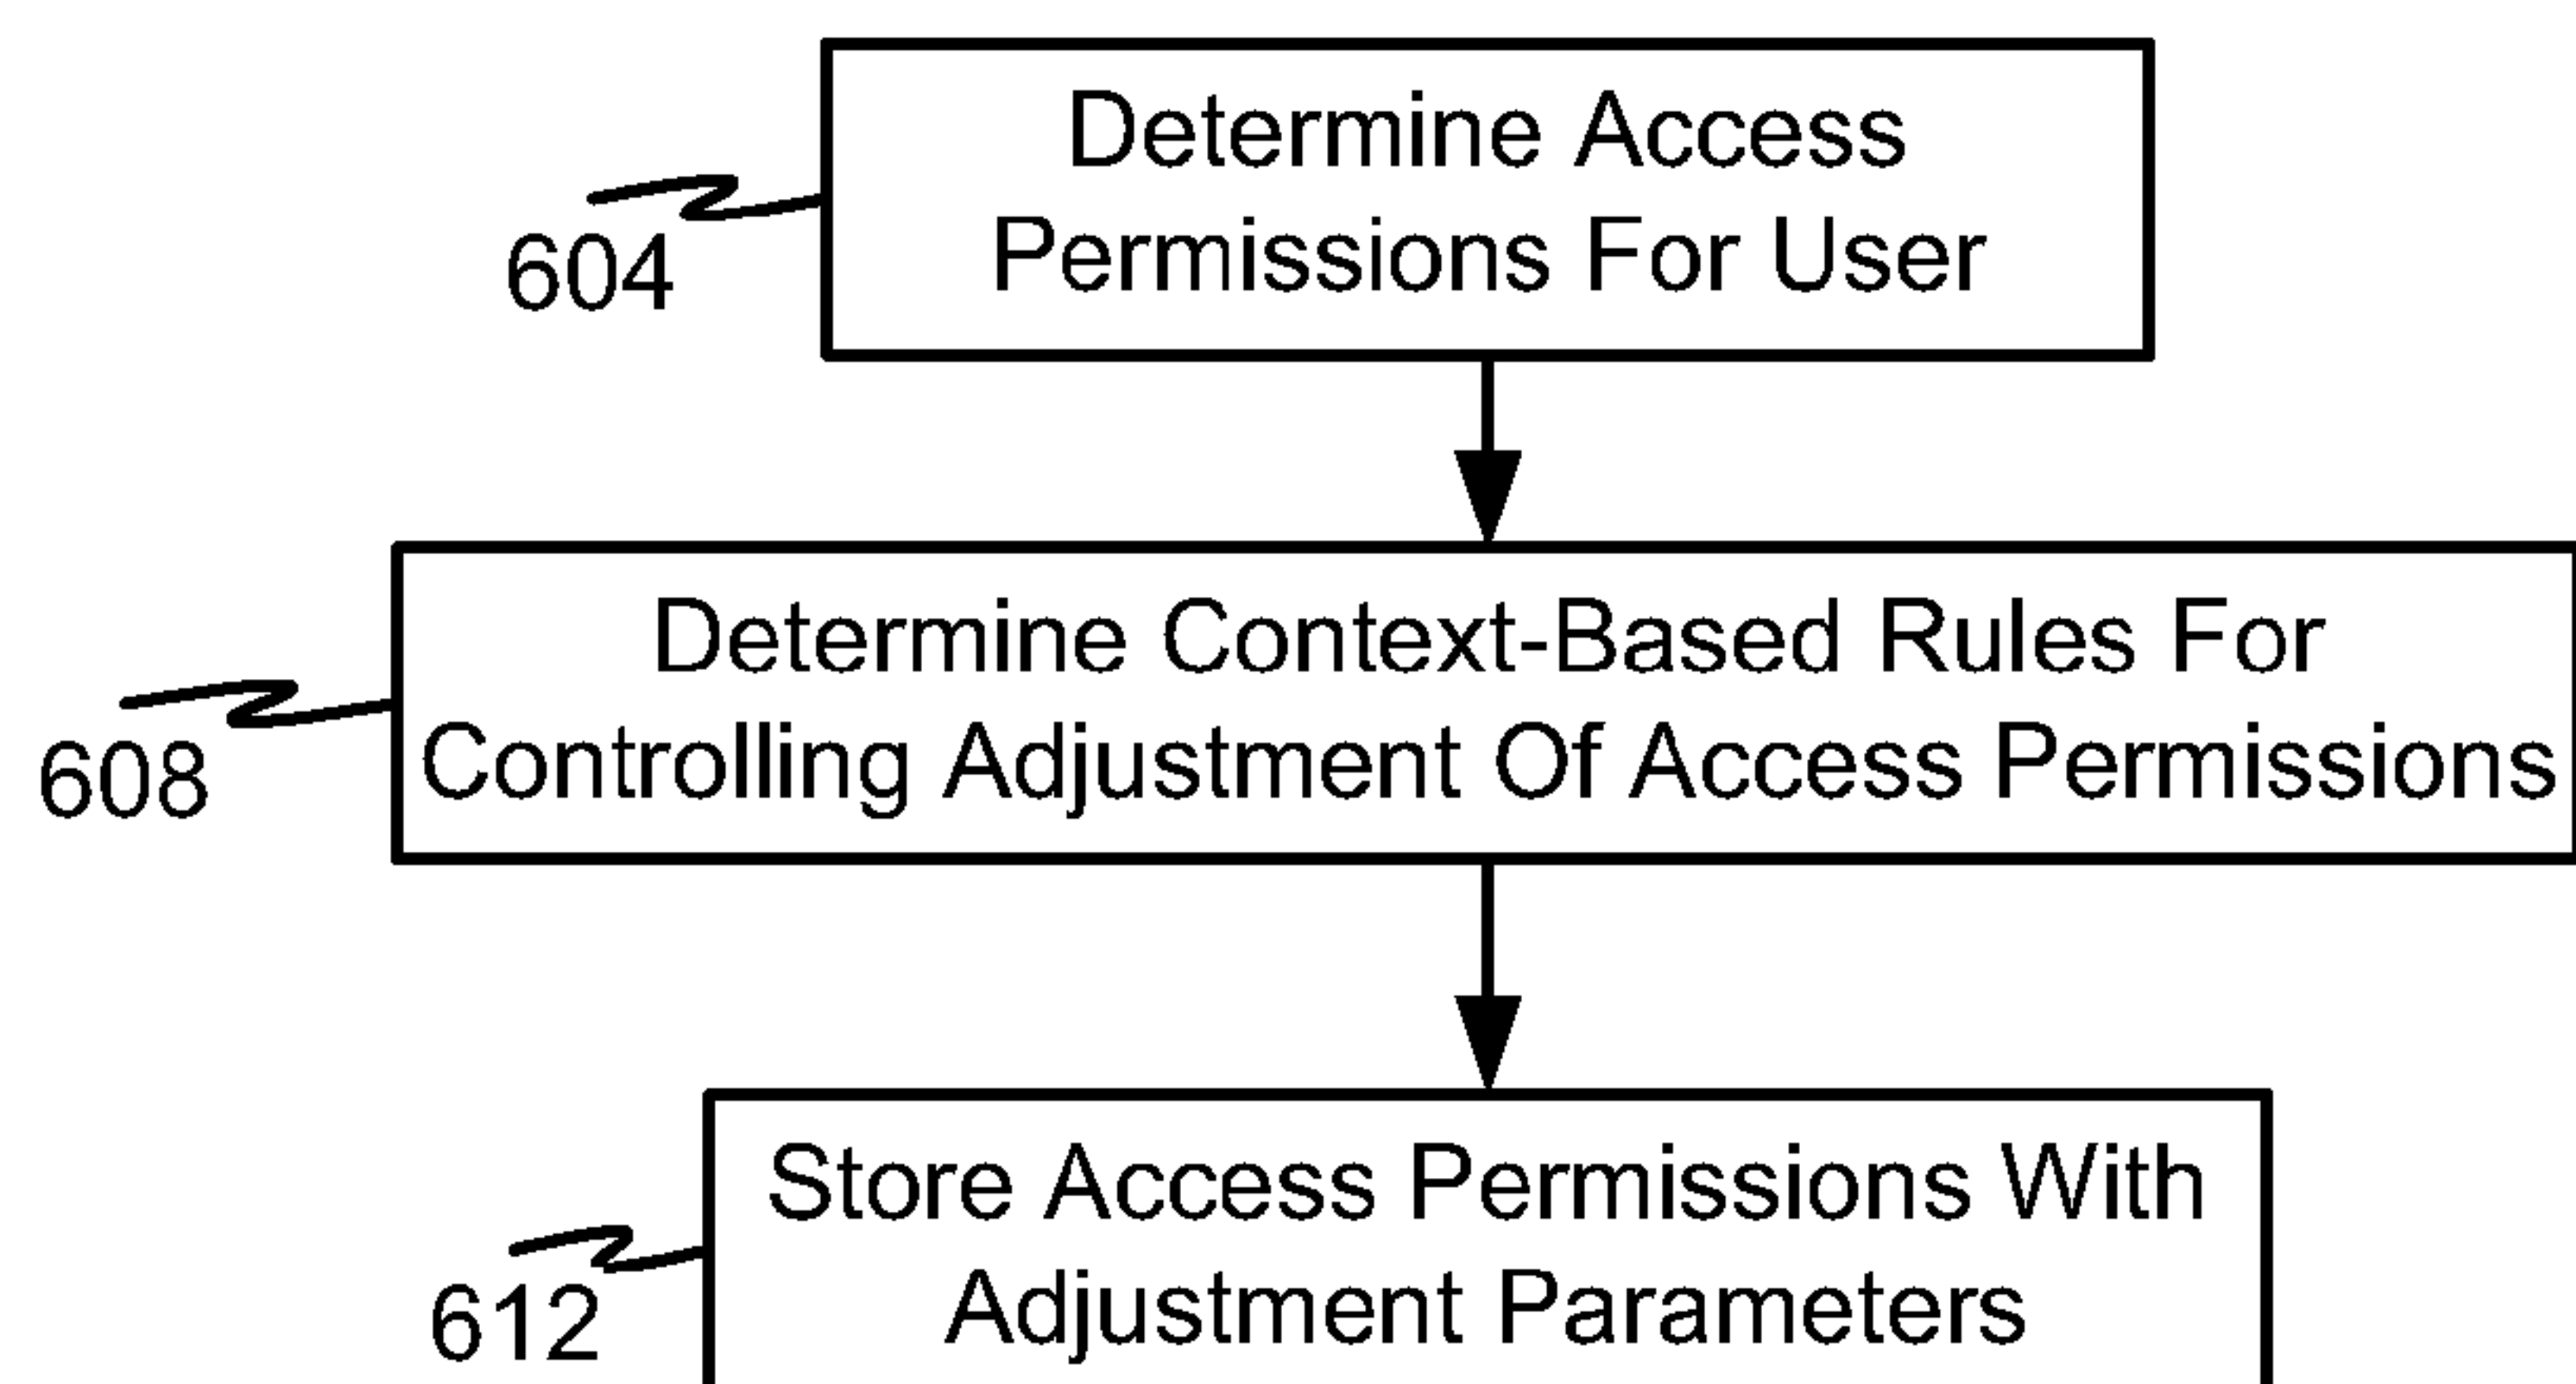 Determine Access
Permissions For User
604
Determine Context-Based Rules For
Controlling Adjustment Of Access Permissions
608
Store Access Permissions With
Adjustment Parameters
612